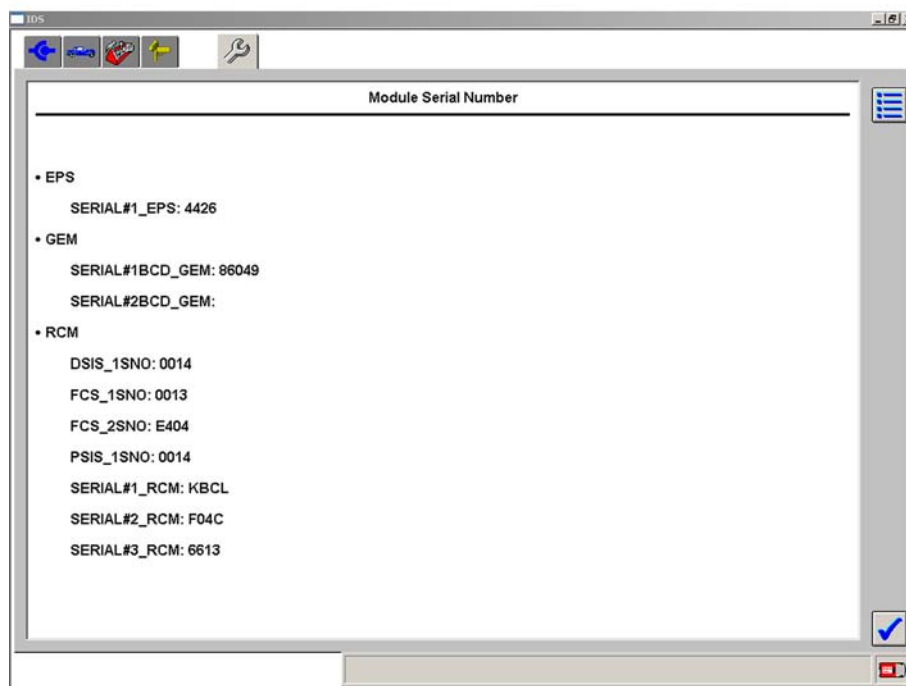 IDS
Module Serial Number
• EPS
SERIAL#1_EPS: 4426
• GEM
SERIAL#1BCD_GEM: 86049
SERIAL#2BCD_GEM:
• RCM
DSIS_1SNO: 0014
FCS_1SNO: 0013
FCS_2SNO: E404
PSIS_1SNO: 0014
SERIAL#1_RCM: KBCL
SERIAL#2_RCM: F04C
SERIAL#3_RCM: 6613